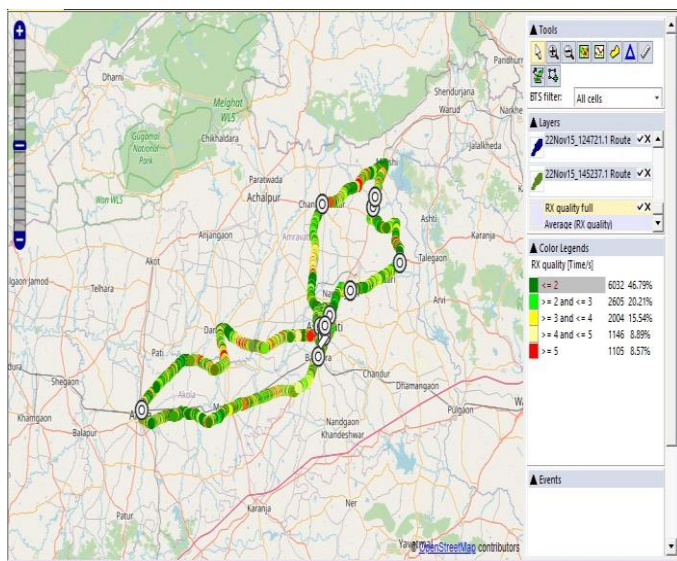 Dharni
Melghat
WLS
Gugamal
National
Park
Chikhaldara
Wan WLS
Paratwada
Achalpur
Anjangaon
Akot
Telhara
Amravati
Shendurjana
Warud
Jalalkheda
Ashti
Karanja
Talegaon
Arvi
Pati
Shegaon
Khamgaon
Balapur
Akola
Chandur
Dhamangaon
Pulgaon
Nandgaon
Khandeshwar
Patur
Karanja
Ner
© OpenStreetMap contributors
Tools
BTS filter: All cells
Layers
22Nov15_124721.1 Route
22Nov15_145237.1 Route
RX quality full
Average (RX quality)
Color Legends
RX quality [Time/s]
<= 2 6032 46.79%
>= 2 and <= 3 2605 20.21%
>= 3 and <= 4 2004 15.54%
>= 4 and <= 5 1146 8.89%
>= 5 1105 8.57%
Events